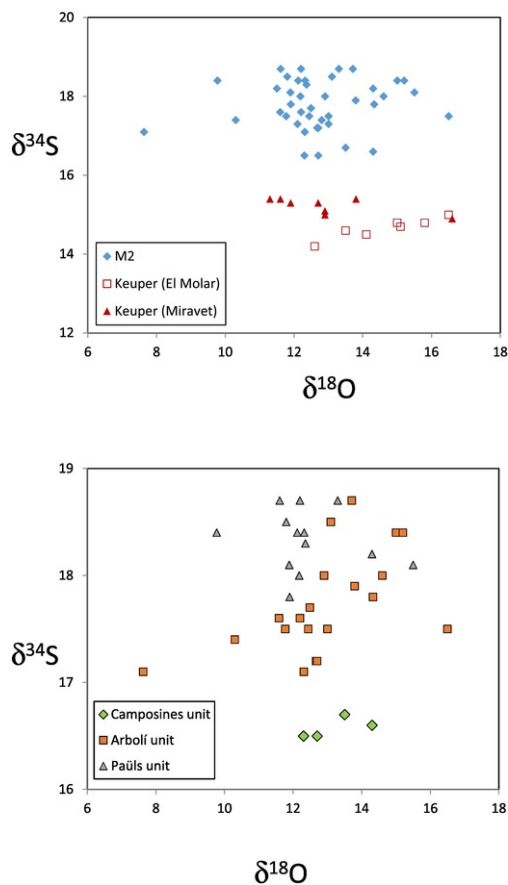 20
18
δ34S
16
14
M2
Keuper (El Molar)
Keuper (Miravet)
12
6 8 10 12 14 16 18
δ18O
19
18
δ34S
17
Camposines unit
Arbolí unit
Paüls unit
16
6 8 10 12 14 16 18
δ18O